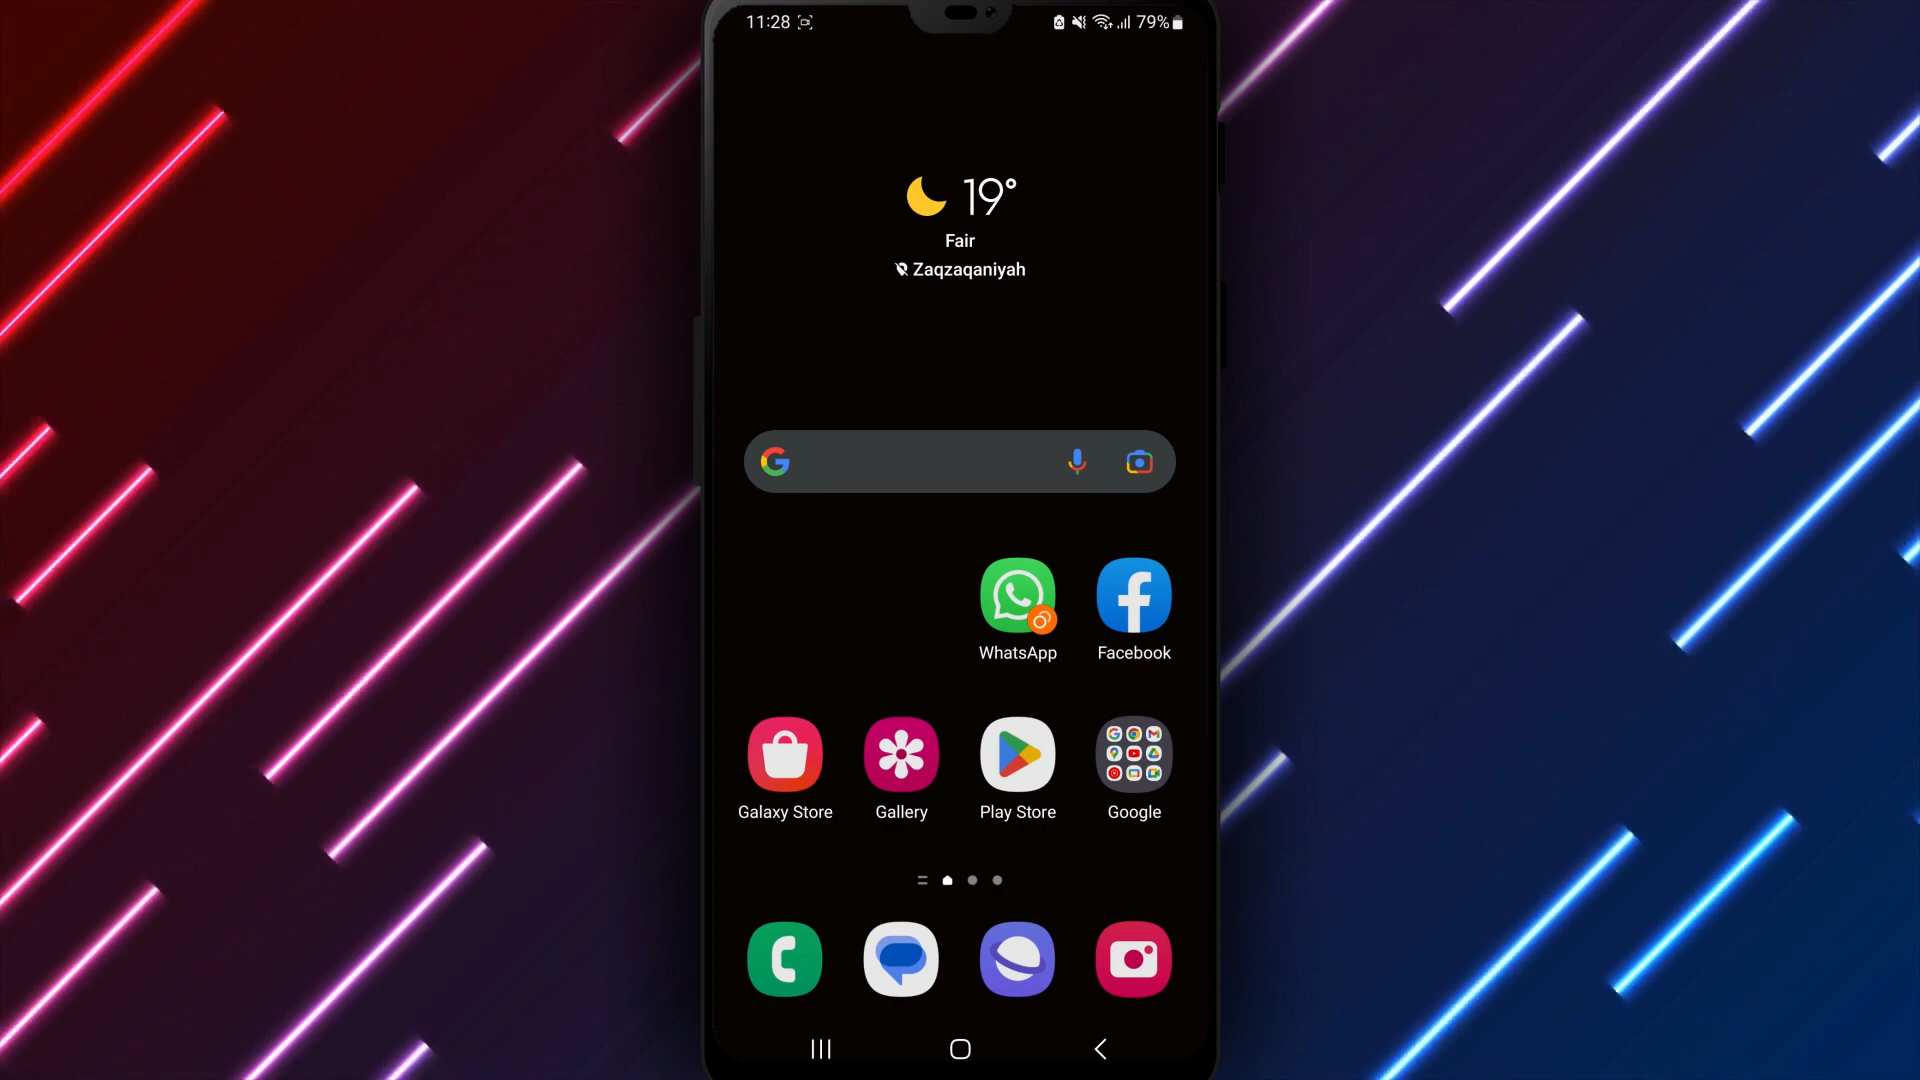 11:28
79%
19°
Fair
Zaqzaqaniyah
WhatsApp
Facebook
Galaxy Store
Gallery
Play Store
Google